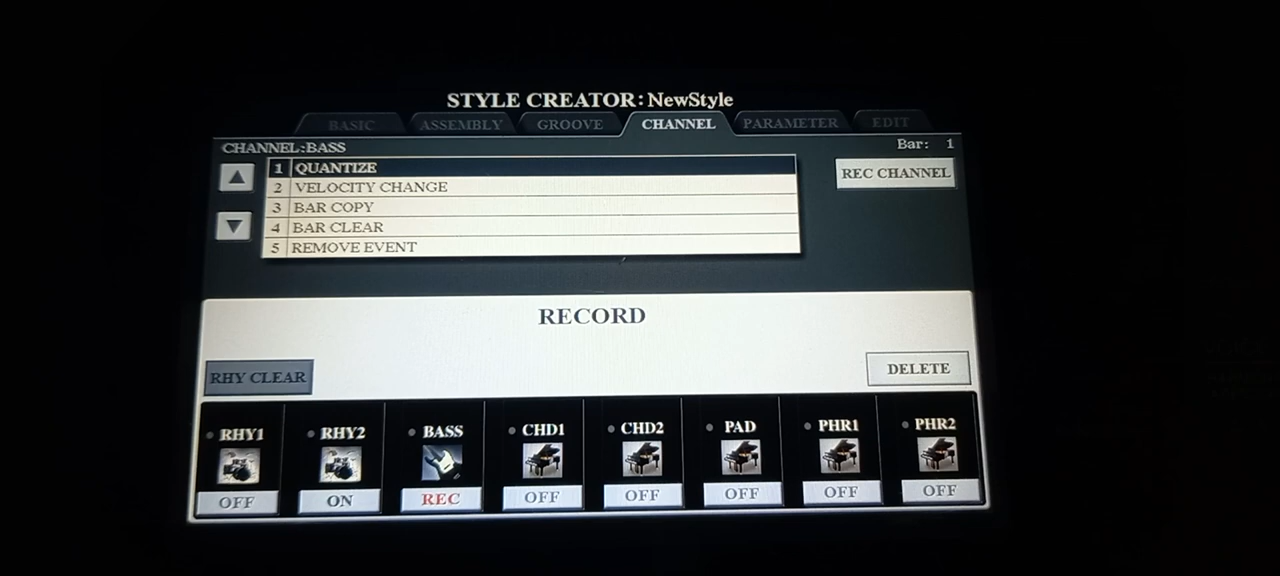 STYLE CREATOR:NewStyle
BASIC ASSEMBLY GROOVE CHANNEL PARAMETER EDIT
CHANNEL:BASS
Bar: 1
1 QUANTIZE
REC CHANNEL
2 VELOCITY CHANGE
3 BAR COPY
4 BAR CLEAR
5 REMOVE EVENT
RECORD
RHY CLEAR
DELETE
RHY1 RHY2 BASS CHD1 CHD2 PAD PHR1 PHR2
OFF ON REC OFF OFF OFF OFF OFF